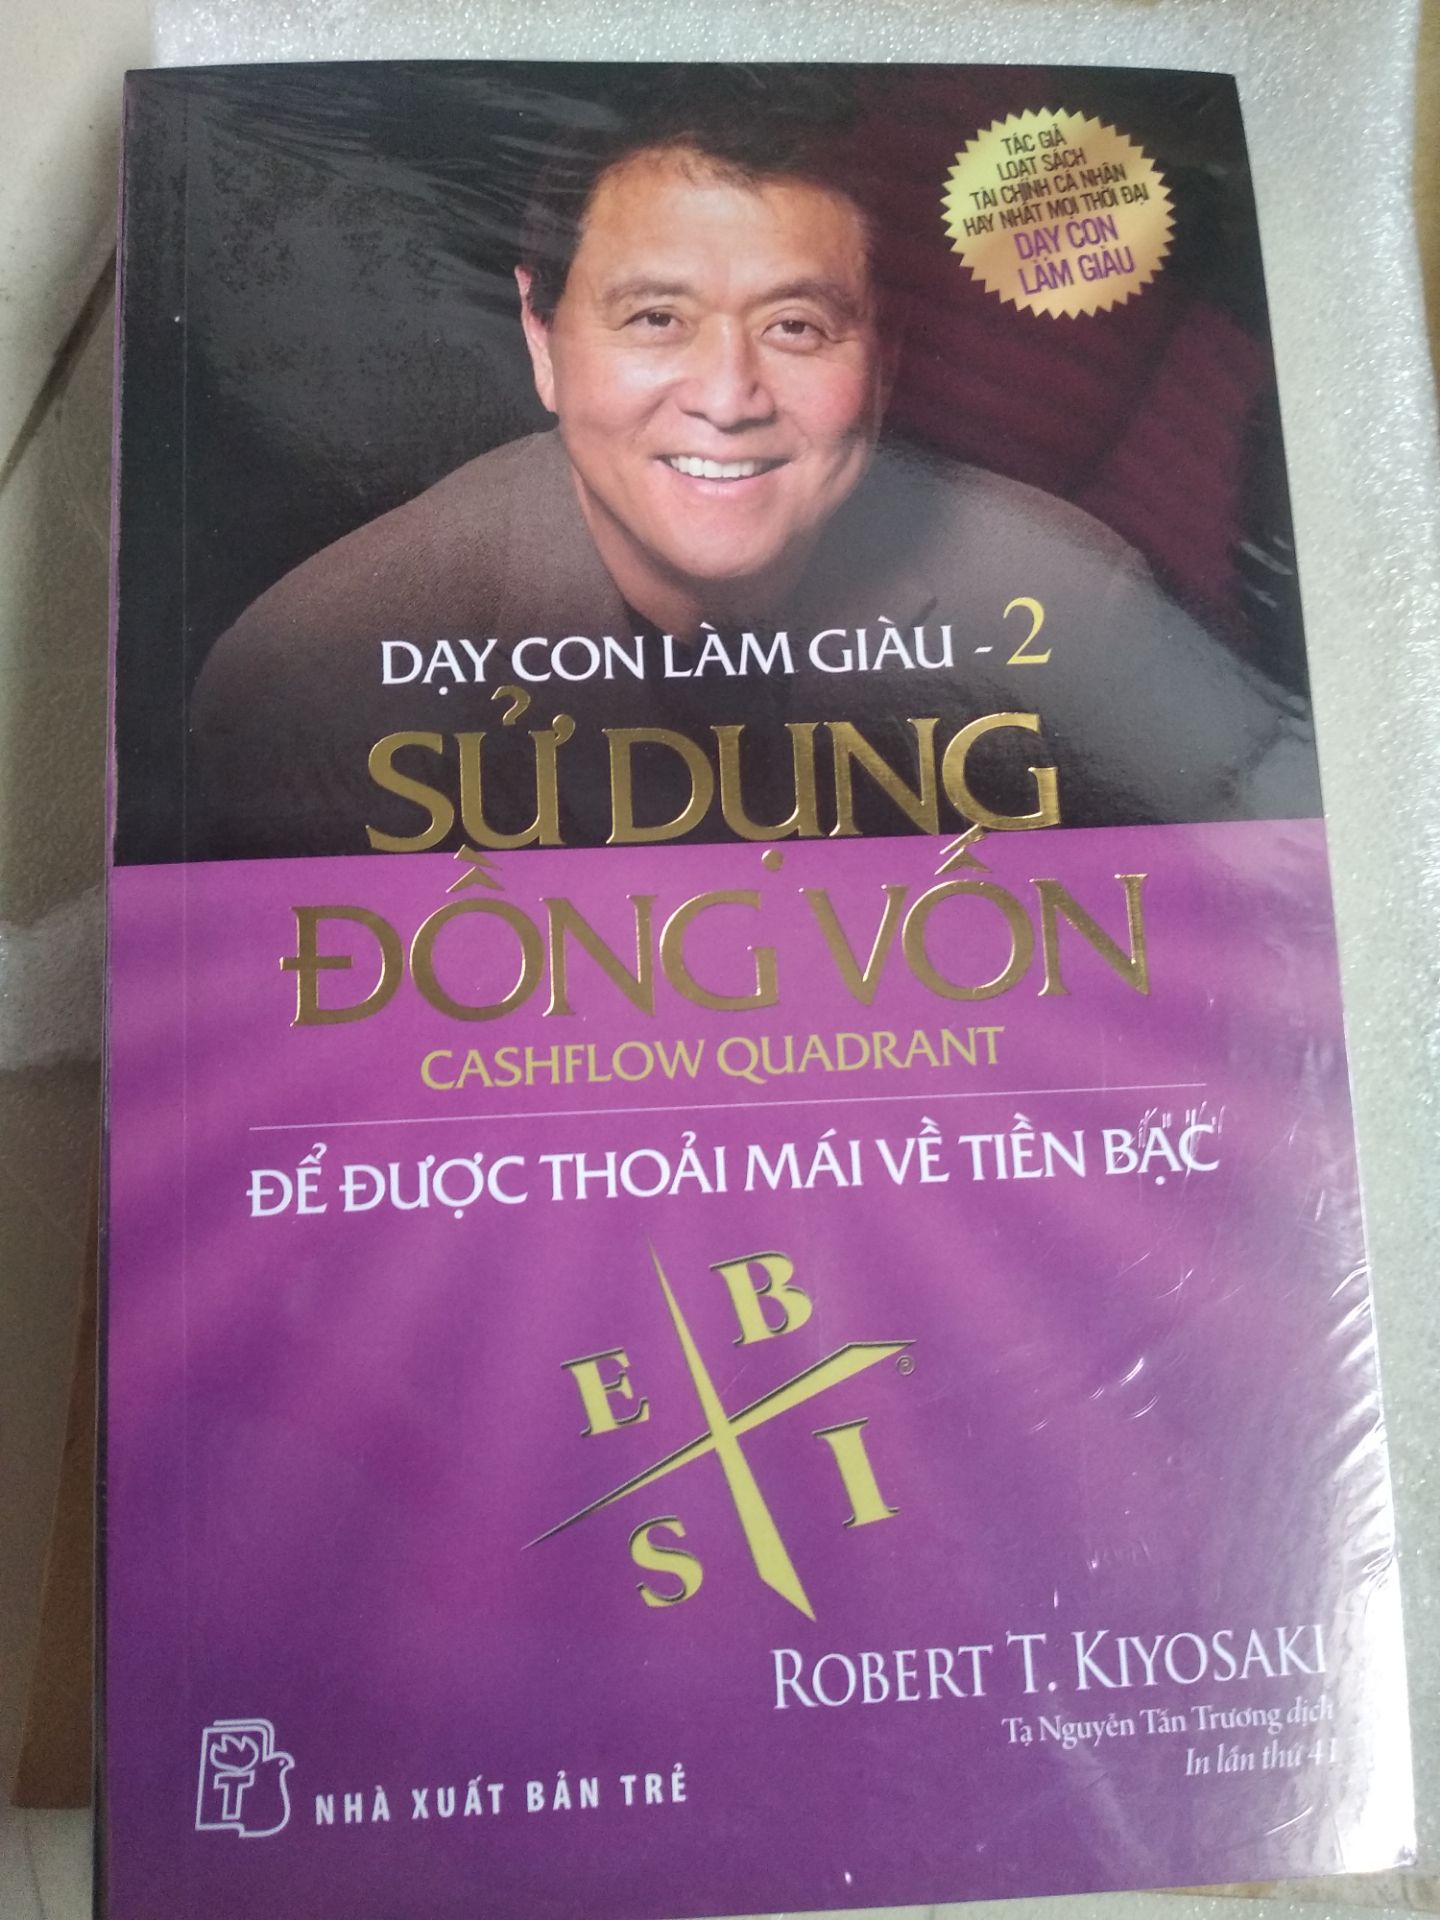 TÁC GIẢ
LOẠT SÁCH
TÀI CHÍNH CÁ NHÂN
HAY NHẤT MỌI THỜI ĐẠI
DẠY CON
LÀM GIÀU
DẠY CON LÀM GIÀU - 2
SỬ DỤNG
ĐỒNG VỐN
CASHFLOW QUADRANT
ĐỂ ĐƯỢC THOẢI MÁI VỀ TIỀN BẠC
B
E
®
I
S
ROBERT T. KIYOSAKI
Tạ Nguyễn Tấn Trương dịch
In lần thứ 41
T
NHÀ XUẤT BẢN TRẺ